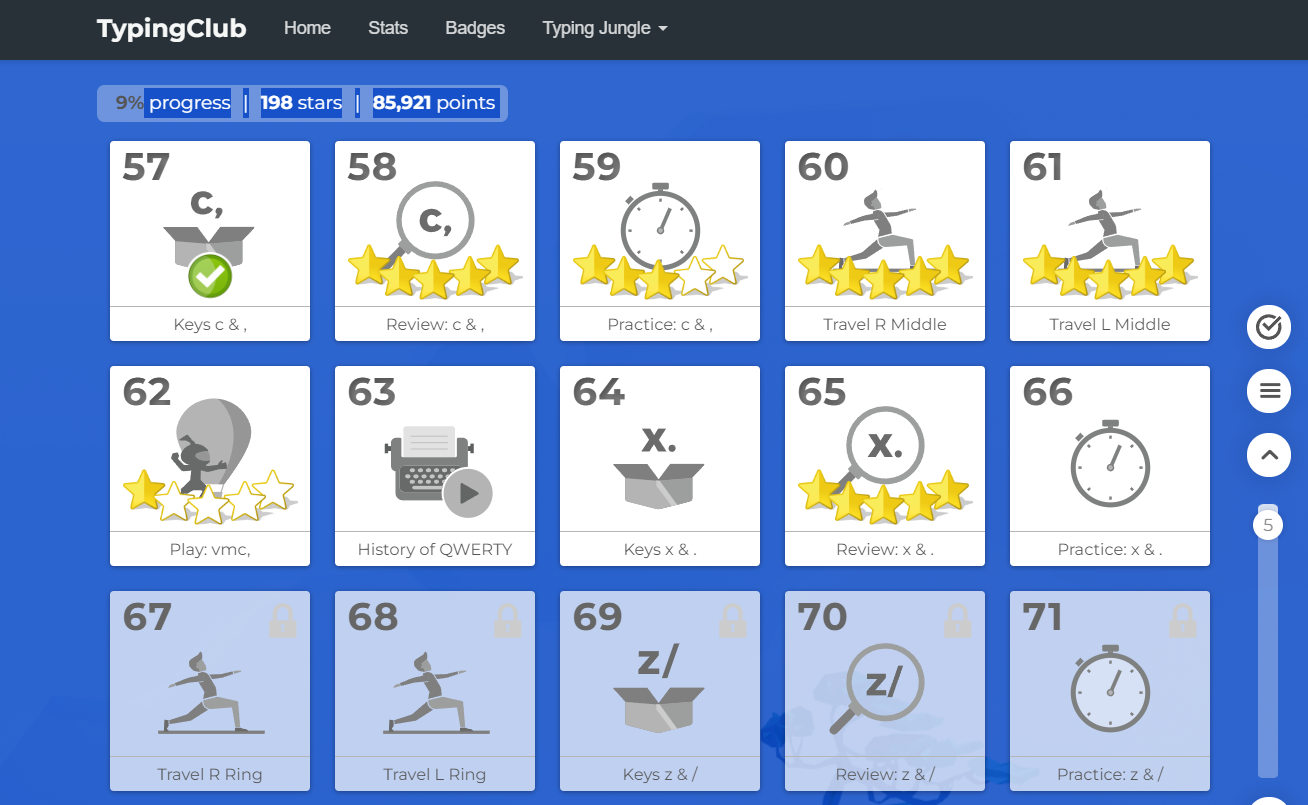 TypingClub Home Stats Badges Typing Jungle
9% progress | 198 stars | 85,921 points
57 58 59 60 61
c, c,
Keys c & , Review: c & , Practice: c & , Travel R Middle Travel L Middle
62 63 64 65 66
x. x.
Play: vmc, History of QWERTY Keys x & . Review: x & . Practice: x & .
5
67 68 69 70 71
z/ z/
Travel R Ring Travel L Ring Keys z & / Review: z & / Practice: z & /